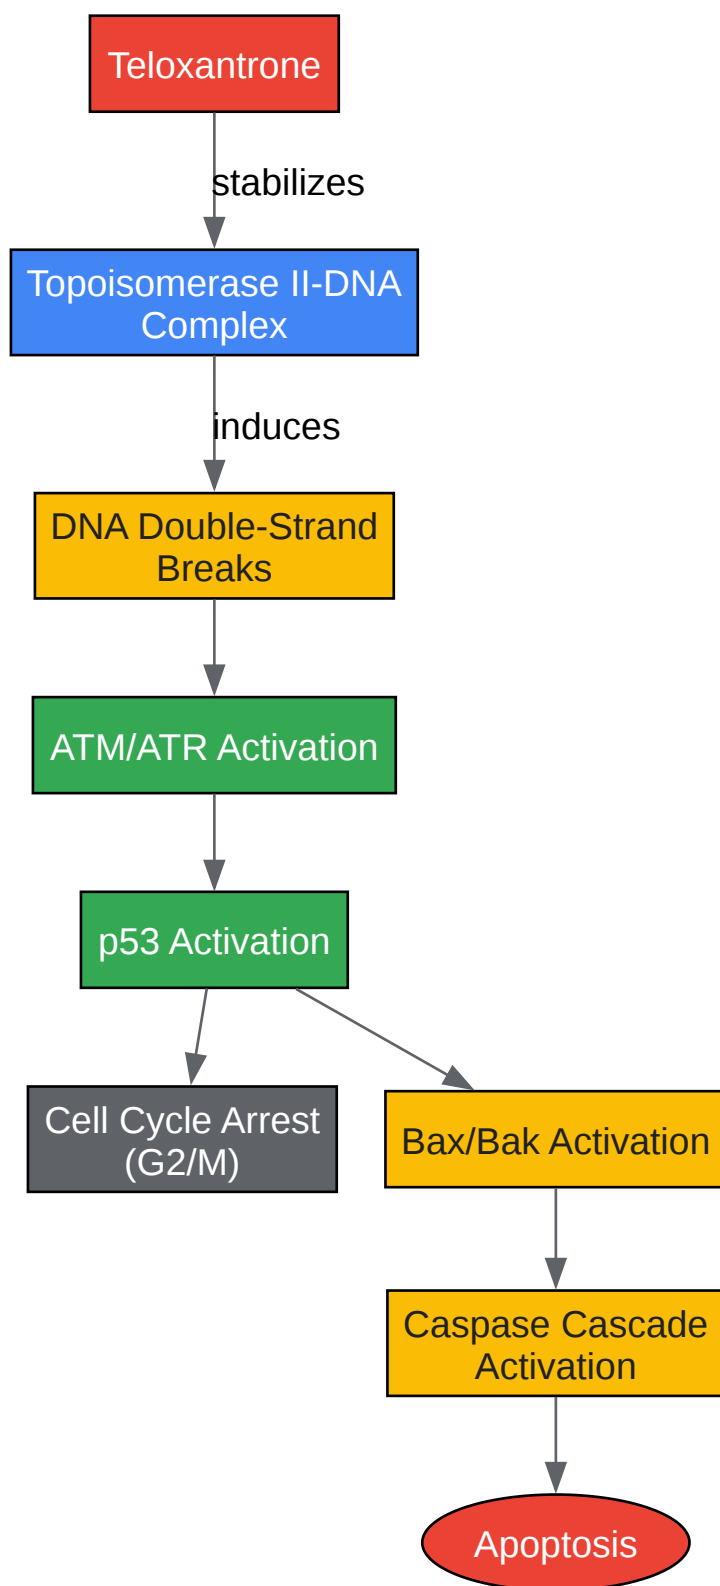 Teloxantrone
stabilizes
Topoisomerase II-DNA
Complex
induces
DNA Double-Strand
Breaks
ATM/ATR Activation
p53 Activation
Cell Cycle Arrest
(G2/M)
Bax/Bak Activation
Caspase Cascade
Activation
Apoptosis